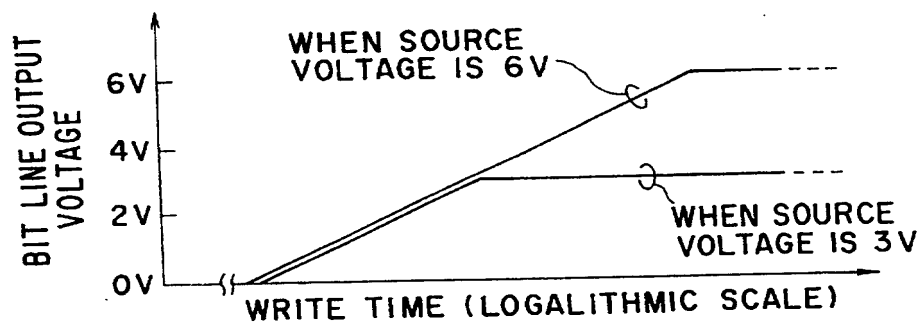 BIT LINE OUTPUT
VOLTAGE
6V
4V
2V
0V
WHEN SOURCE
VOLTAGE IS 6V
WHEN SOURCE
VOLTAGE IS 3V
WRITE TIME (LOGALITHMIC SCALE)